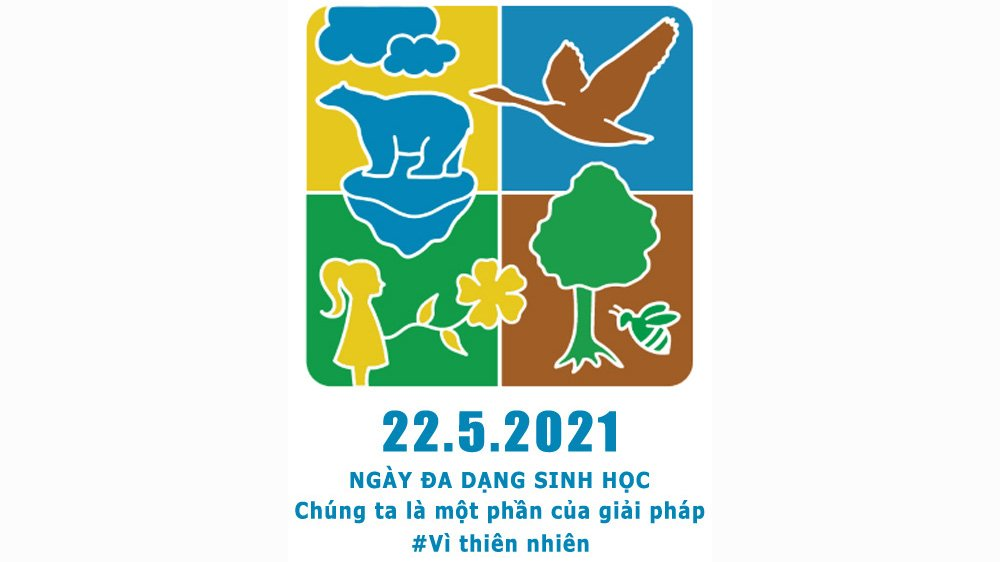 22.5.2021
NGÀY ĐA DẠNG SINH HỌC
Chúng ta là một phần của giải pháp
#Vì thiên nhiên